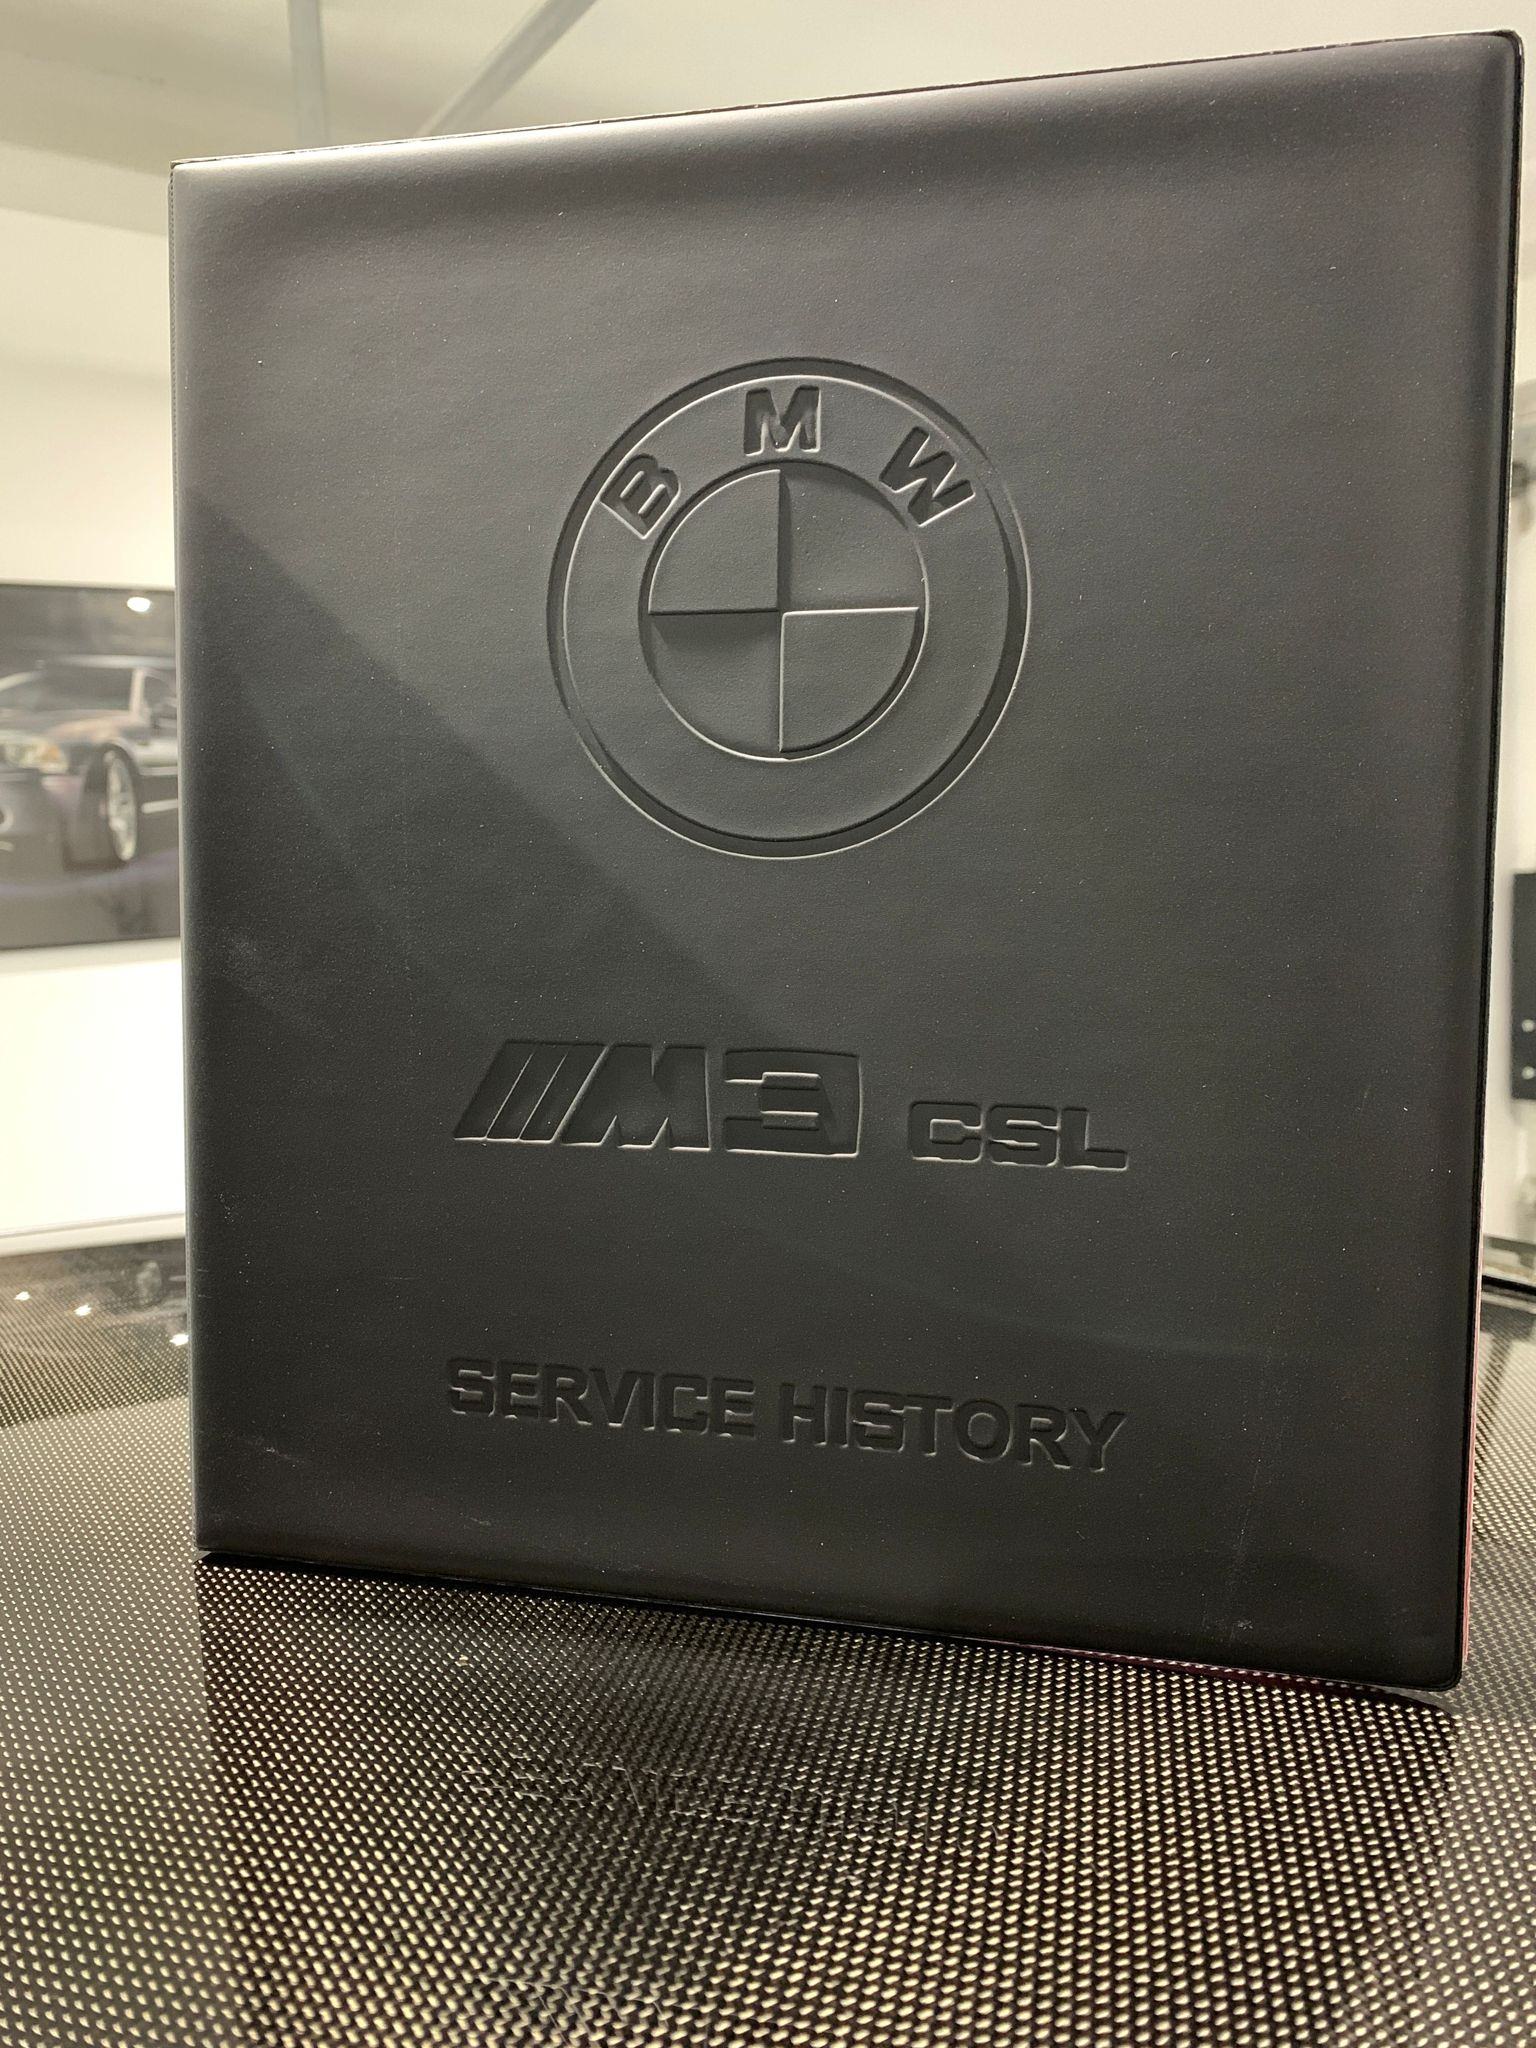 BMW
M3 CSL
SERVICE HISTORY